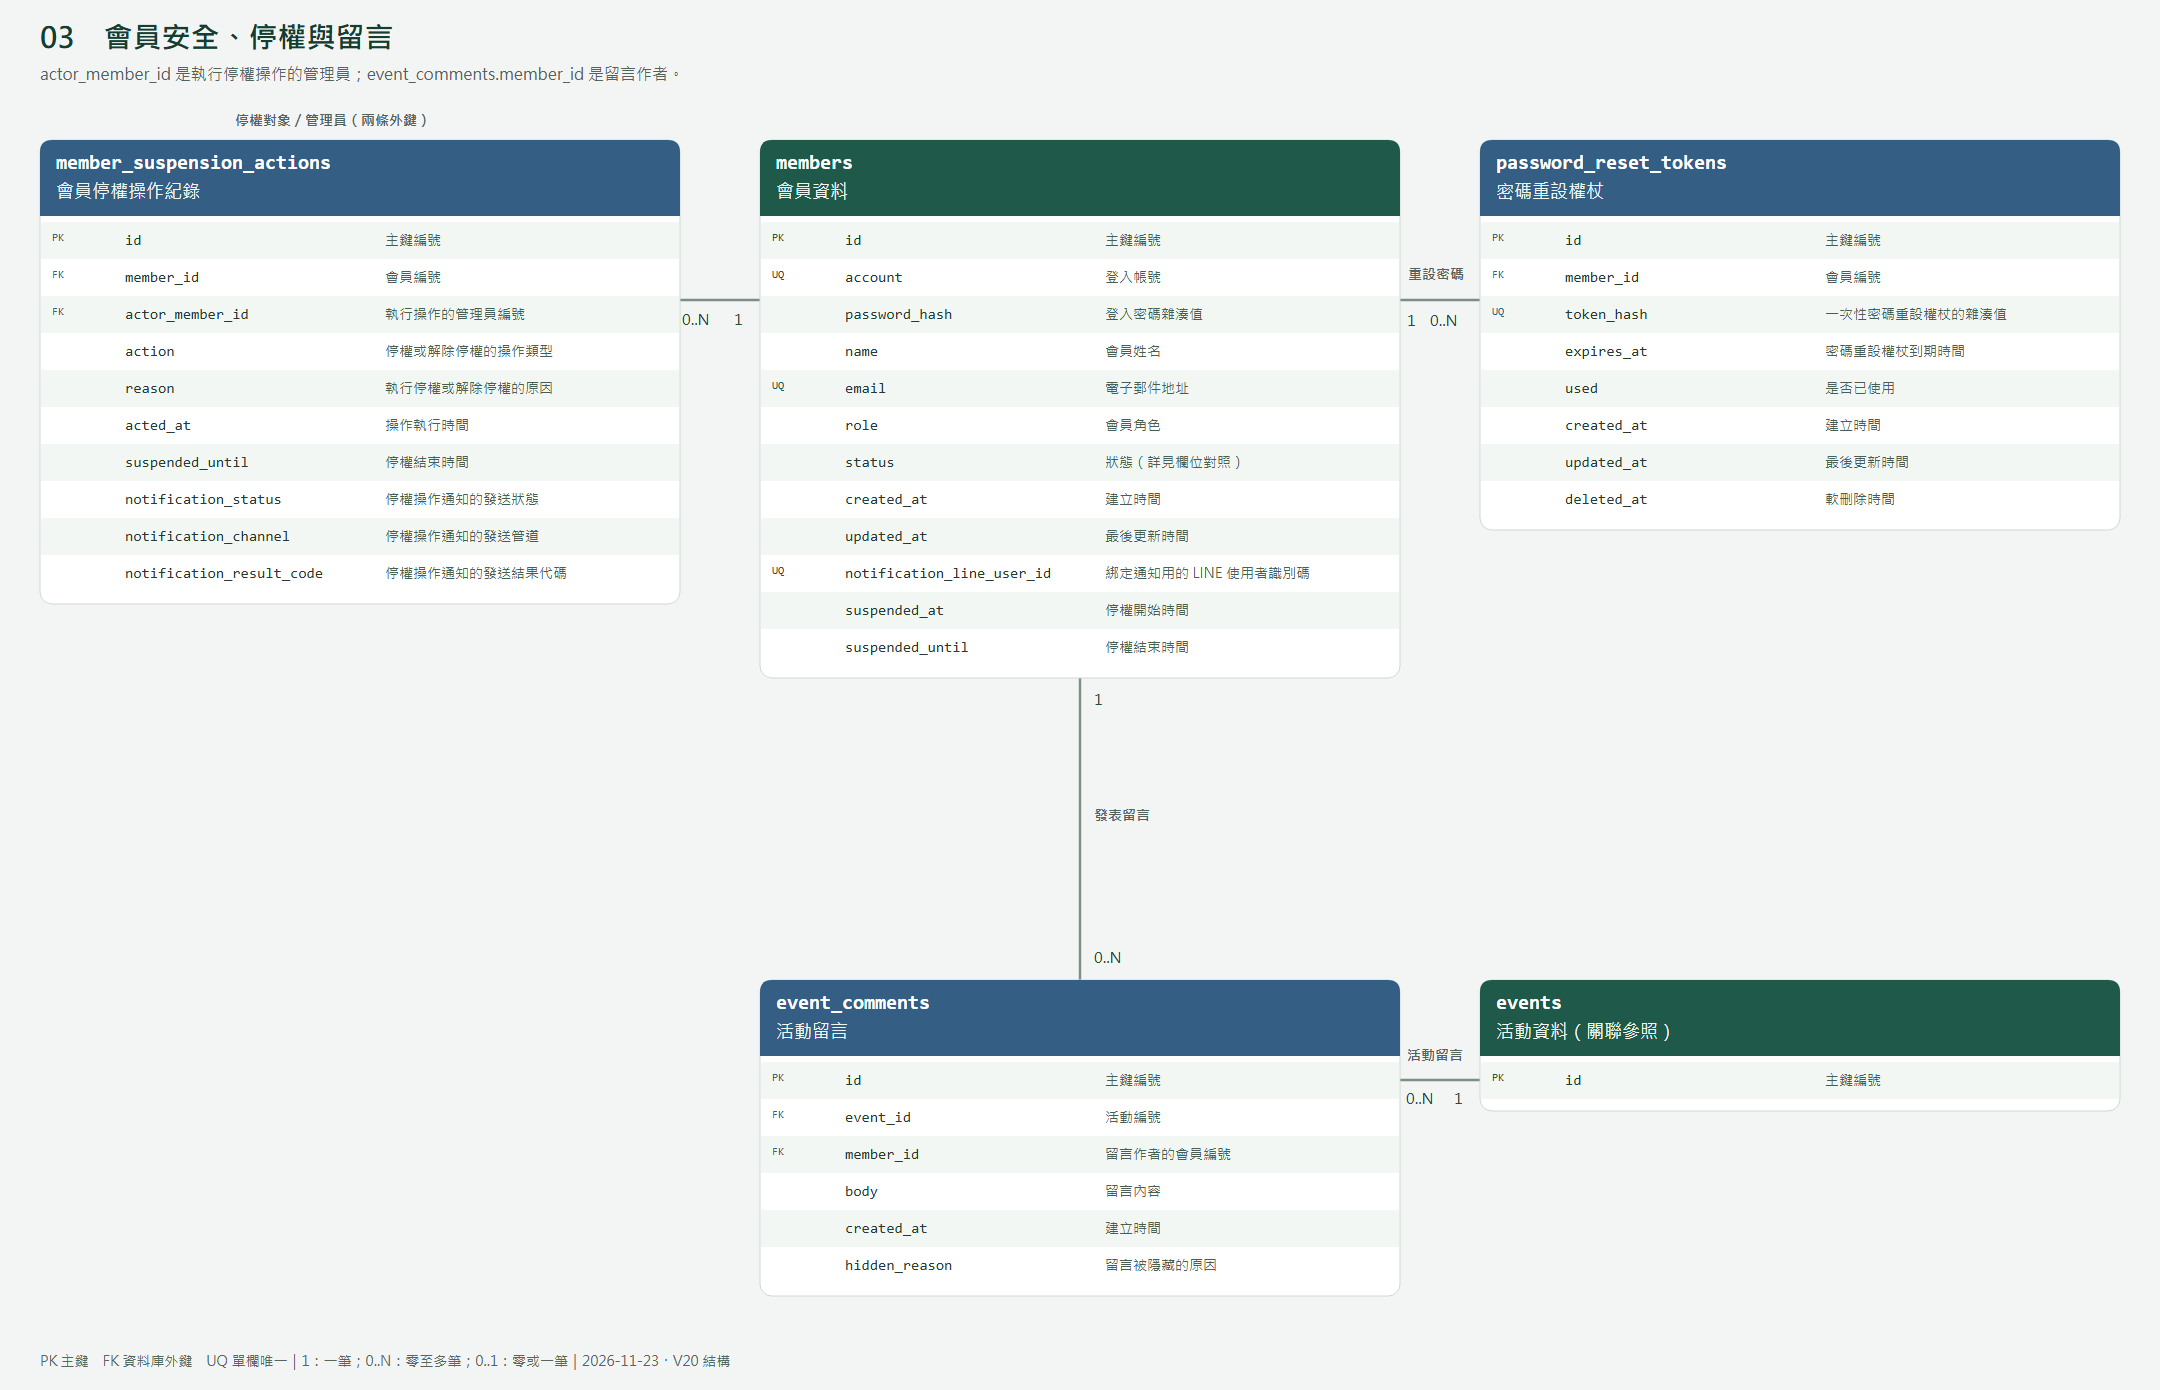 03 會員安全、停權與留言
actor_member_id 是執行停權操作的管理員；event_comments.member_id 是留言作者。
停權對象 / 管理員（兩條外鍵）
member_suspension_actions
會員停權操作紀錄
PK id 主鍵編號
FK member_id 會員編號
FK actor_member_id 執行操作的管理員編號
action 停權或解除停權的操作類型
reason 執行停權或解除停權的原因
acted_at 操作執行時間
suspended_until 停權結束時間
notification_status 停權操作通知的發送狀態
notification_channel 停權操作通知的發送管道
notification_result_code 停權操作通知的發送結果代碼
0..N 1
members
會員資料
PK id 主鍵編號
UQ account 登入帳號
password_hash 登入密碼雜湊值
name 會員姓名
UQ email 電子郵件地址
role 會員角色
status 狀態（詳見欄位對照）
created_at 建立時間
updated_at 最後更新時間
UQ notification_line_user_id 綁定通知用的 LINE 使用者識別碼
suspended_at 停權開始時間
suspended_until 停權結束時間
重設密碼
1 0..N
password_reset_tokens
密碼重設權杖
PK id 主鍵編號
FK member_id 會員編號
UQ token_hash 一次性密碼重設權杖的雜湊值
expires_at 密碼重設權杖到期時間
used 是否已使用
created_at 建立時間
updated_at 最後更新時間
deleted_at 軟刪除時間
1
發表留言
0..N
event_comments
活動留言
PK id 主鍵編號
FK event_id 活動編號
FK member_id 留言作者的會員編號
body 留言內容
created_at 建立時間
hidden_reason 留言被隱藏的原因
活動留言
0..N 1
events
活動資料（關聯參照）
PK id 主鍵編號
PK 主鍵 FK 資料庫外鍵 UQ 單欄唯一 | 1：一筆；0..N：零至多筆；0..1：零或一筆 | 2026-11-23 · V20 結構